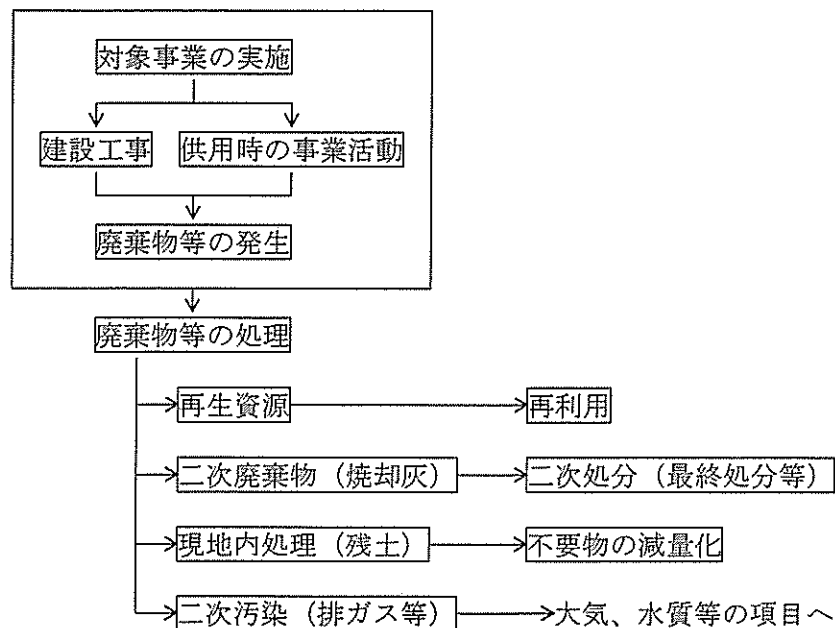 対象事業の実施
建設工事 供用時の事業活動
廃棄物等の発生
廃棄物等の処理
再生資源 再利用
二次廃棄物（焼却灰） 二次処分（最終処分等）
現地内処理（残土） 不要物の減量化
二次汚染（排ガス等） 大気、水質等の項目へ